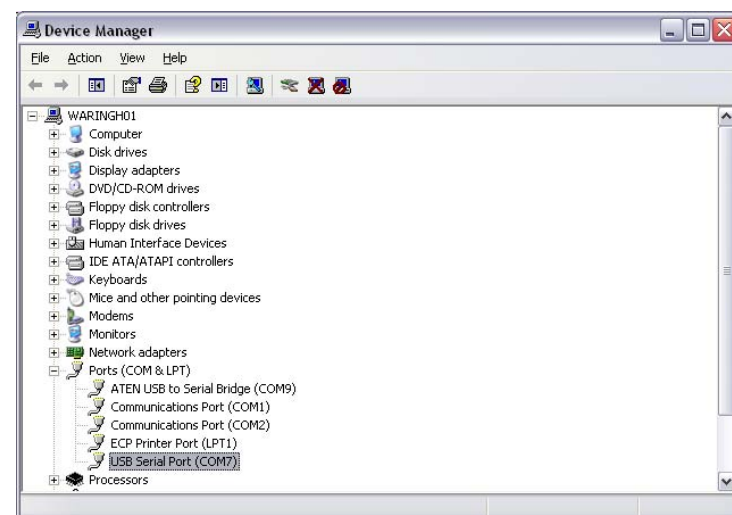 Device Manager
File Action View Help
WARINGH01
Computer
Disk drives
Display adapters
DVD/CD-ROM drives
Floppy disk controllers
Floppy disk drives
Human Interface Devices
IDE ATA/ATAPI controllers
Keyboards
Mice and other pointing devices
Modems
Monitors
Network adapters
Ports (COM & LPT)
ATEN USB to Serial Bridge (COM9)
Communications Port (COM1)
Communications Port (COM2)
ECP Printer Port (LPT1)
USB Serial Port (COM7)
Processors